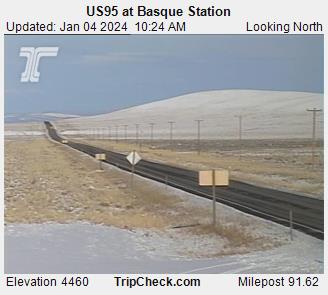 US95 at Basque Station
Updated: Jan 04 2024 10:24 AM Looking North
Elevation 4460 TripCheck.com Milepost 91.62